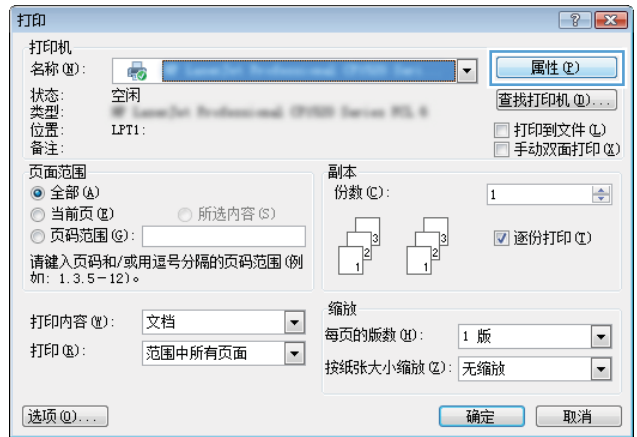 打印
打印机
名称(N):
属性(P)
状态: 空闲
查找打印机(D)...
类型:
位置: LPT1:
打印到文件(L)
备注:
手动双面打印(X)
页面范围
全部(A)
当前页(E) 所选内容(S)
页码范围(G):
请键入页码和/或用逗号分隔的页码范围(例
如: 1.3.5-12)。
副本
份数(C): 1
3 3
2 2
1 1
逐份打印(T)
打印内容(W): 文档
打印(R): 范围中所有页面
缩放
每页的版数(H): 1 版
按纸张大小缩放(Z): 无缩放
选项(O)...
确定 取消